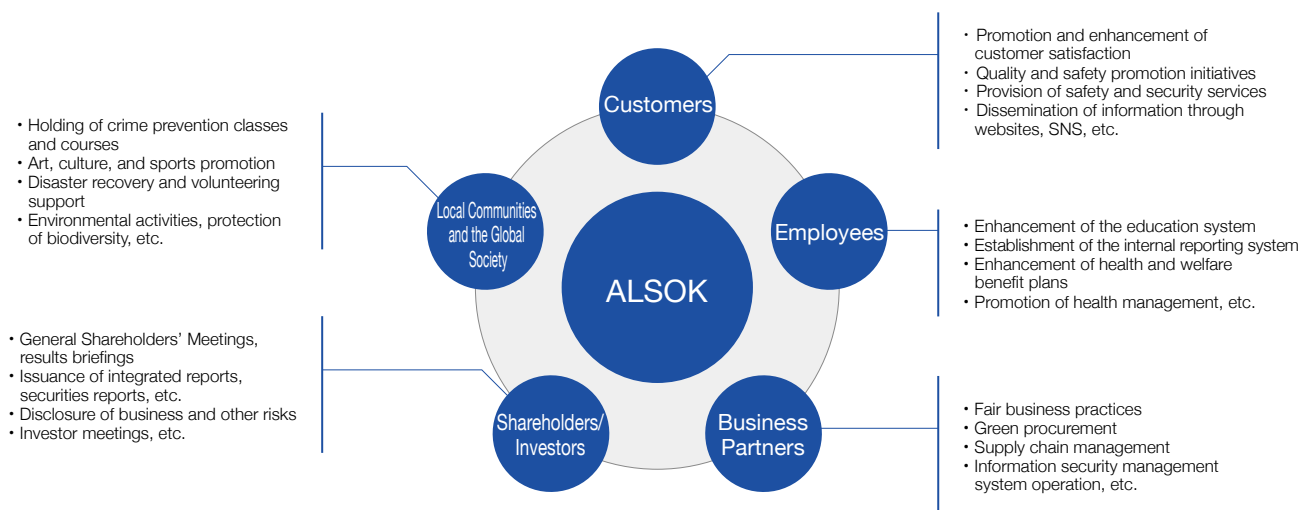 Customers
・Promotion and enhancement of
customer satisfaction
・Quality and safety promotion initiatives
・Provision of safety and security services
・Dissemination of information through
websites, SNS, etc.
Employees
・Enhancement of the education system
・Establishment of the internal reporting system
・Enhancement of health and welfare
benefit plans
・Promotion of health management, etc.
Business
Partners
・Fair business practices
・Green procurement
・Supply chain management
・Information security management
system operation, etc.
Shareholders/
Investors
・General Shareholders’ Meetings,
results briefings
・Issuance of integrated reports,
securities reports, etc.
・Disclosure of business and other risks
・Investor meetings, etc.
Local Communities
and the Global
Society
・Holding of crime prevention classes
and courses
・Art, culture, and sports promotion
・Disaster recovery and volunteering
support
・Environmental activities, protection
of biodiversity, etc.
ALSOK